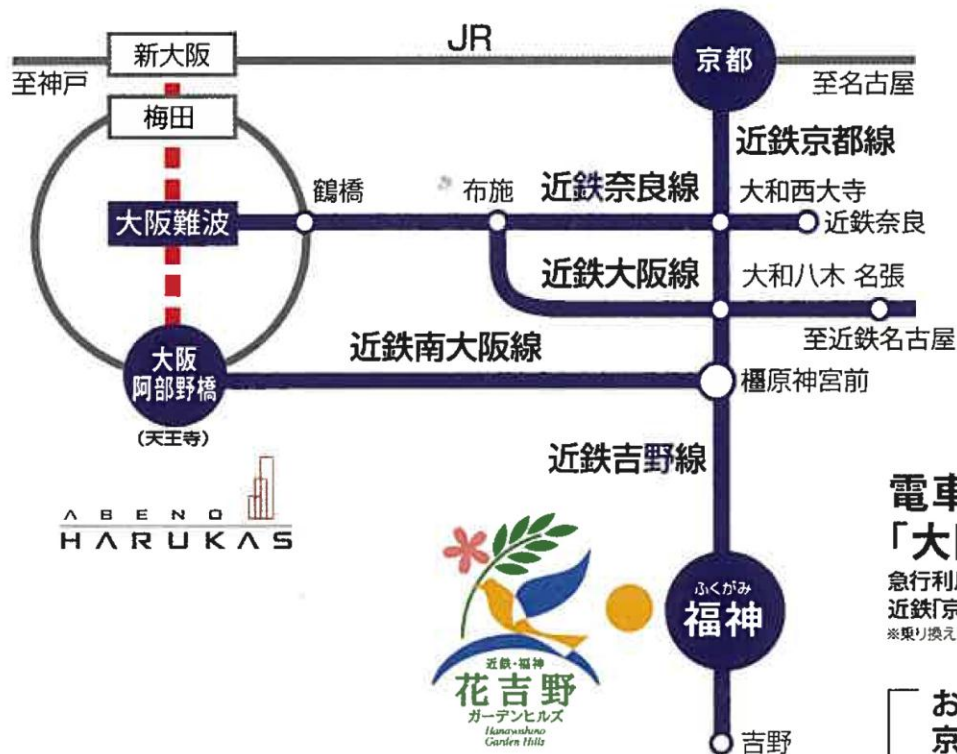 JR
新大阪
京都
至神戸
至名古屋
梅田
近鉄京都線
鶴橋
布施
近鉄奈良線
大和西大寺
大阪難波
近鉄奈良
近鉄大阪線
大和八木 名張
至近鉄名古屋
近鉄南大阪線
大阪
阿部野橋
(天王寺)
橿原神宮前
近鉄吉野線
ABENO
HARUKAS
電車
「大
急行利
近鉄「京
※乗り換え
ふくがみ
福神
近鉄・福神
花吉野
ガーデンヒルズ
Hanayoshino
Garden Hills
お
京
吉野